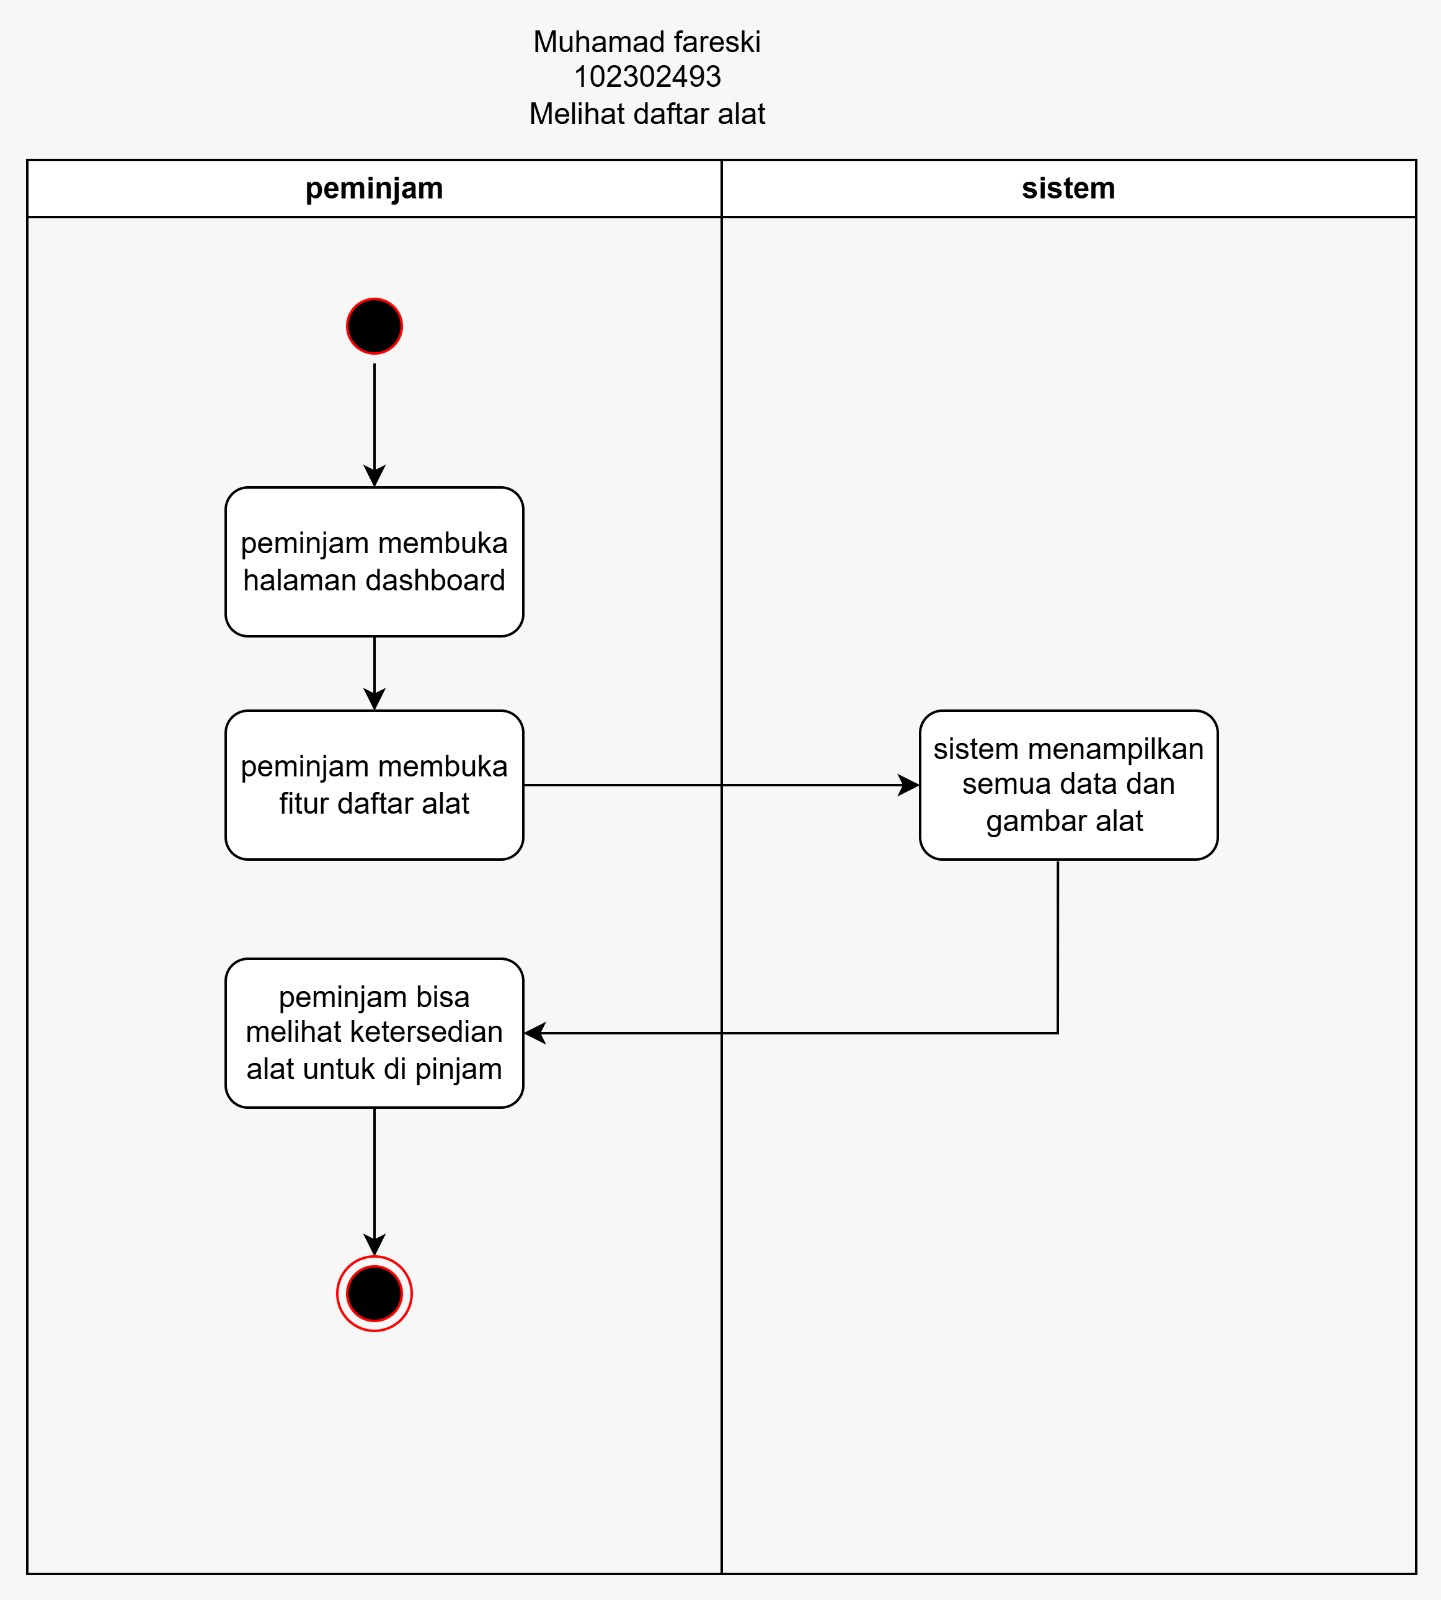 Muhamad fareski
102302493
Melihat daftar alat
peminjam
sistem
peminjam membuka
halaman dashboard
peminjam membuka
fitur daftar alat
sistem menampilkan
semua data dan
gambar alat
peminjam bisa
melihat ketersedian
alat untuk di pinjam